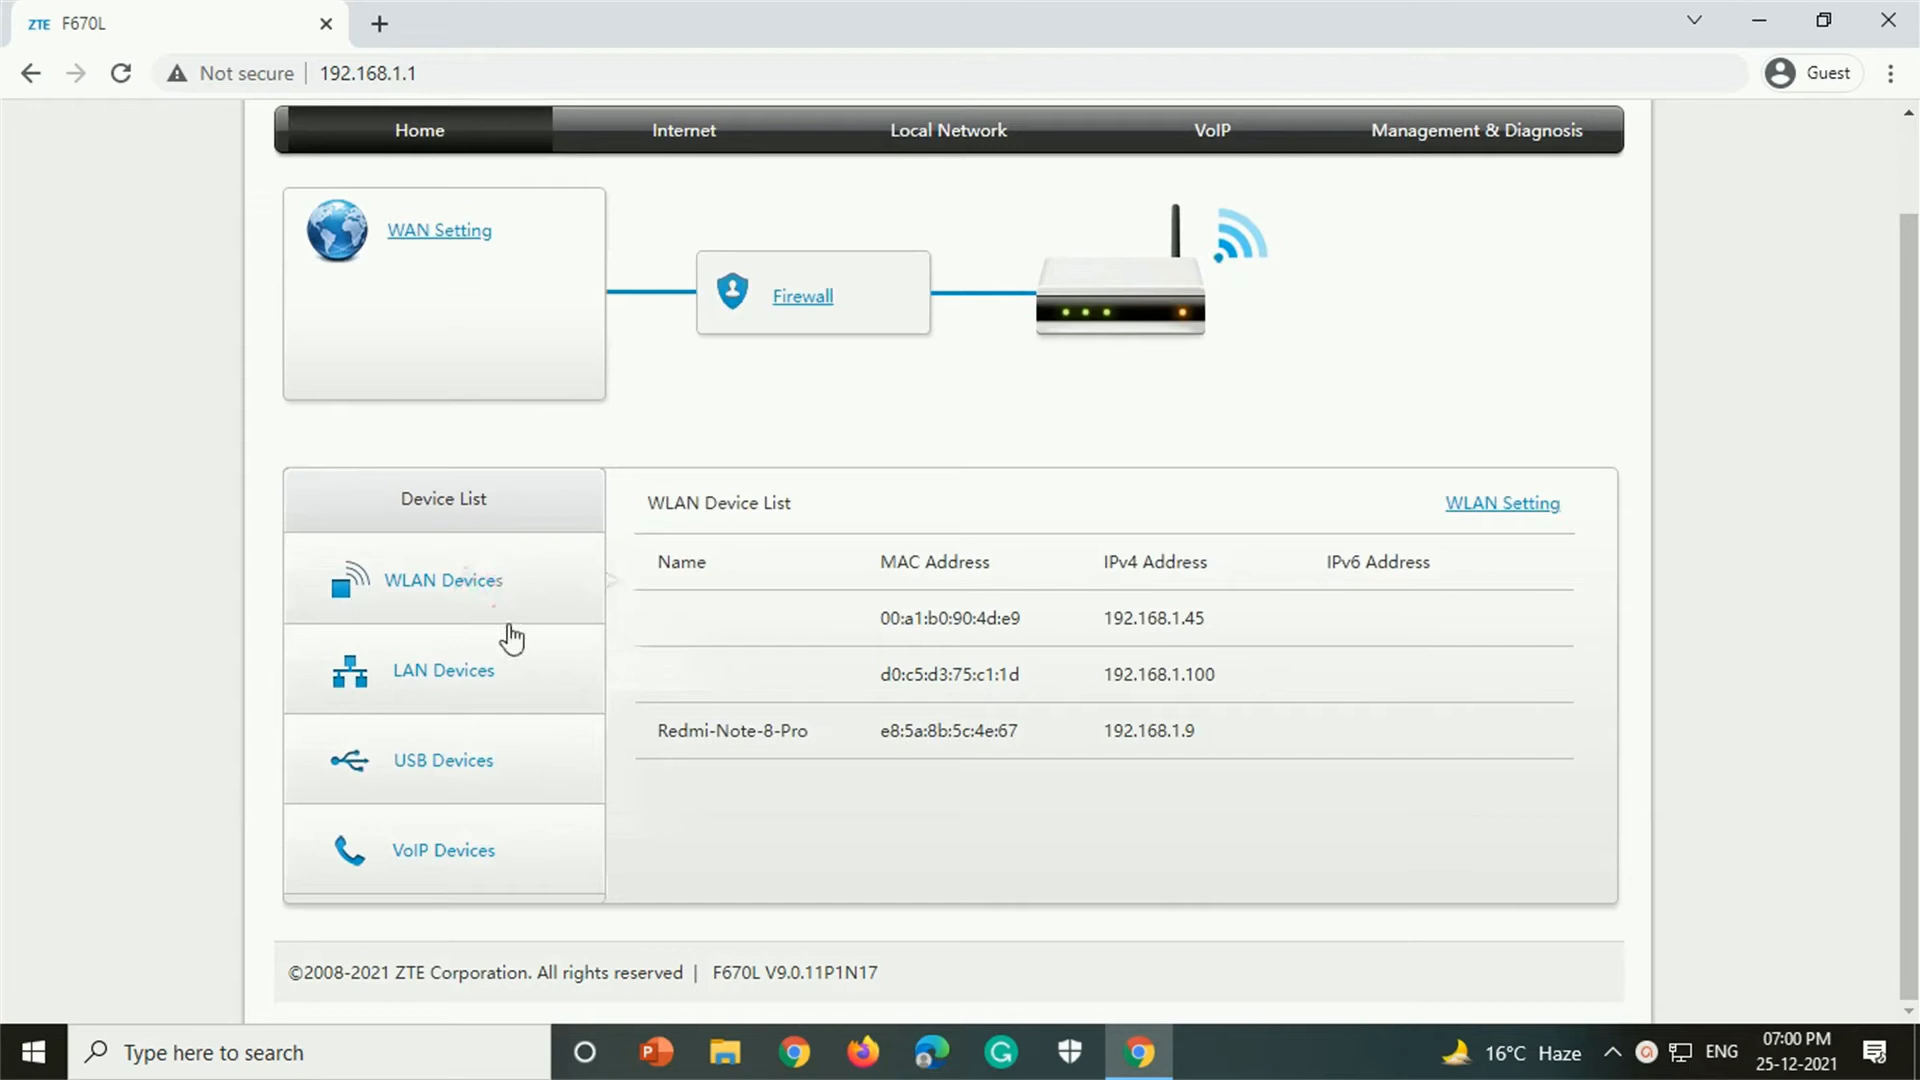 ZTE F670L
Not secure 192.168.1.1 Guest
Home Internet Local Network VoIP Management & Diagnosis
WAN Setting
Firewall
Device List
WLAN Devices
LAN Devices
USB Devices
VoIP Devices
WLAN Device List WLAN Setting
Name MAC Address IPv4 Address IPv6 Address
00:a1:b0:90:4d:e9 192.168.1.45
d0:c5:d3:75:c1:1d 192.168.1.100
Redmi-Note-8-Pro e8:5a:8b:5c:4e:67 192.168.1.9
©2008-2021 ZTE Corporation. All rights reserved | F670L V9.0.11P1N17
Type here to search
16°C Haze ENG
07:00 PM
25-12-2021